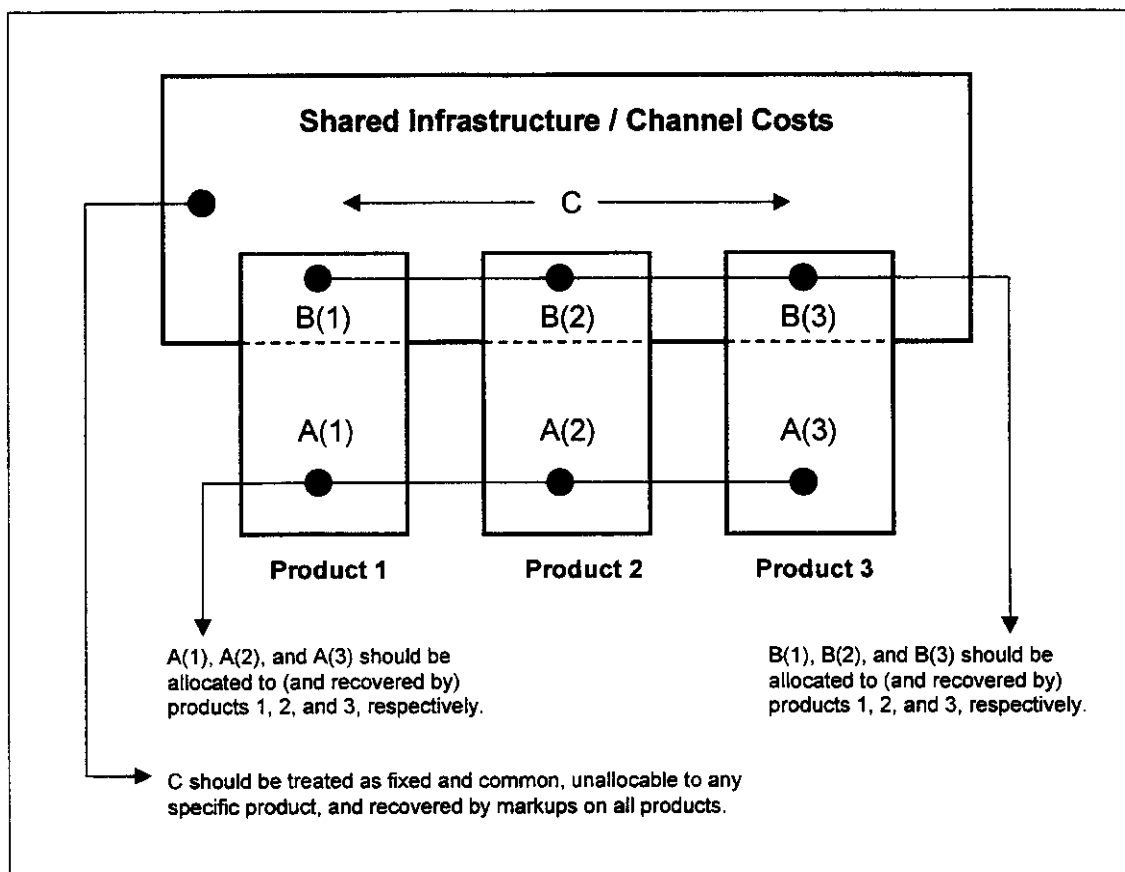 Shared Infrastructure / Channel Costs
C
B(1) B(2) B(3)
A(1) A(2) A(3)
Product 1 Product 2 Product 3
A(1), A(2), and A(3) should be
allocated to (and recovered by)
products 1, 2, and 3, respectively.
B(1), B(2), and B(3) should be
allocated to (and recovered by)
products 1, 2, and 3, respectively.
C should be treated as fixed and common, unallocable to any
specific product, and recovered by markups on all products.